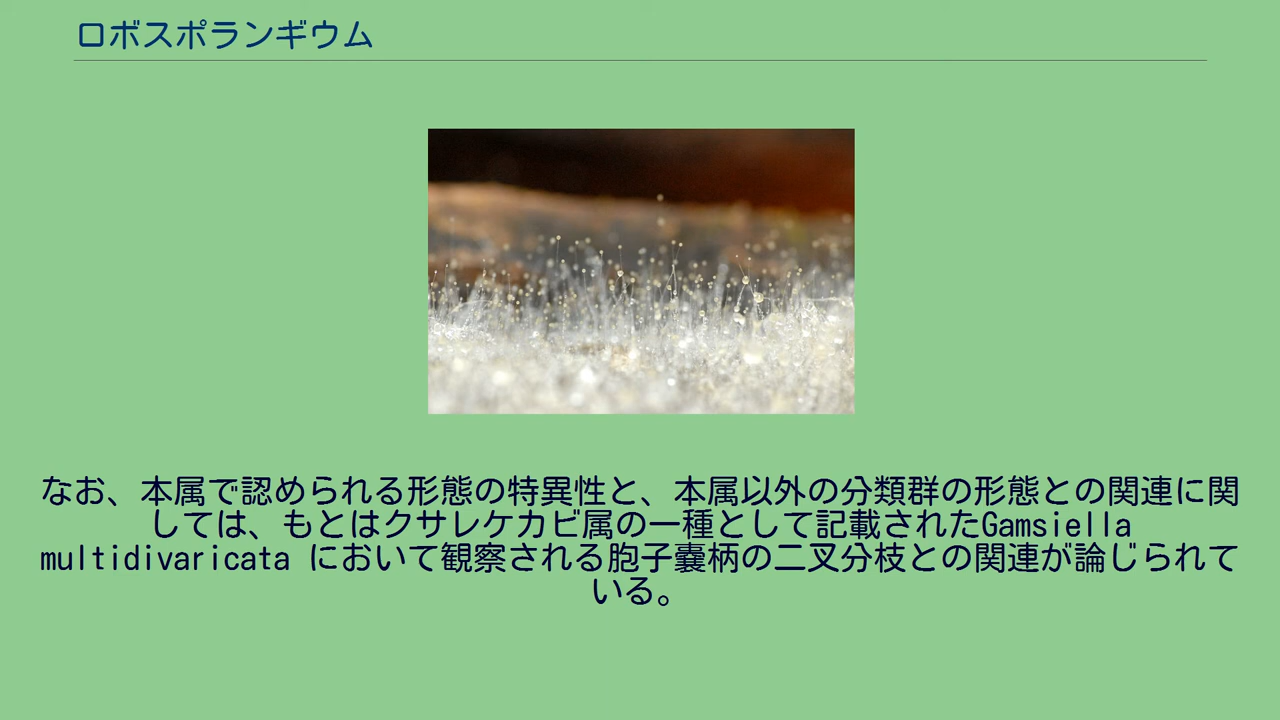 ロボスポランギウム
なお、本属で認められる形態の特異性と、本属以外の分類群の形態との関連に関
しては、もとはクサレケカビ属の一種として記載されたGamsiella
multidivaricata において観察される胞子嚢柄の二叉分枝との関連が論じられて
いる。